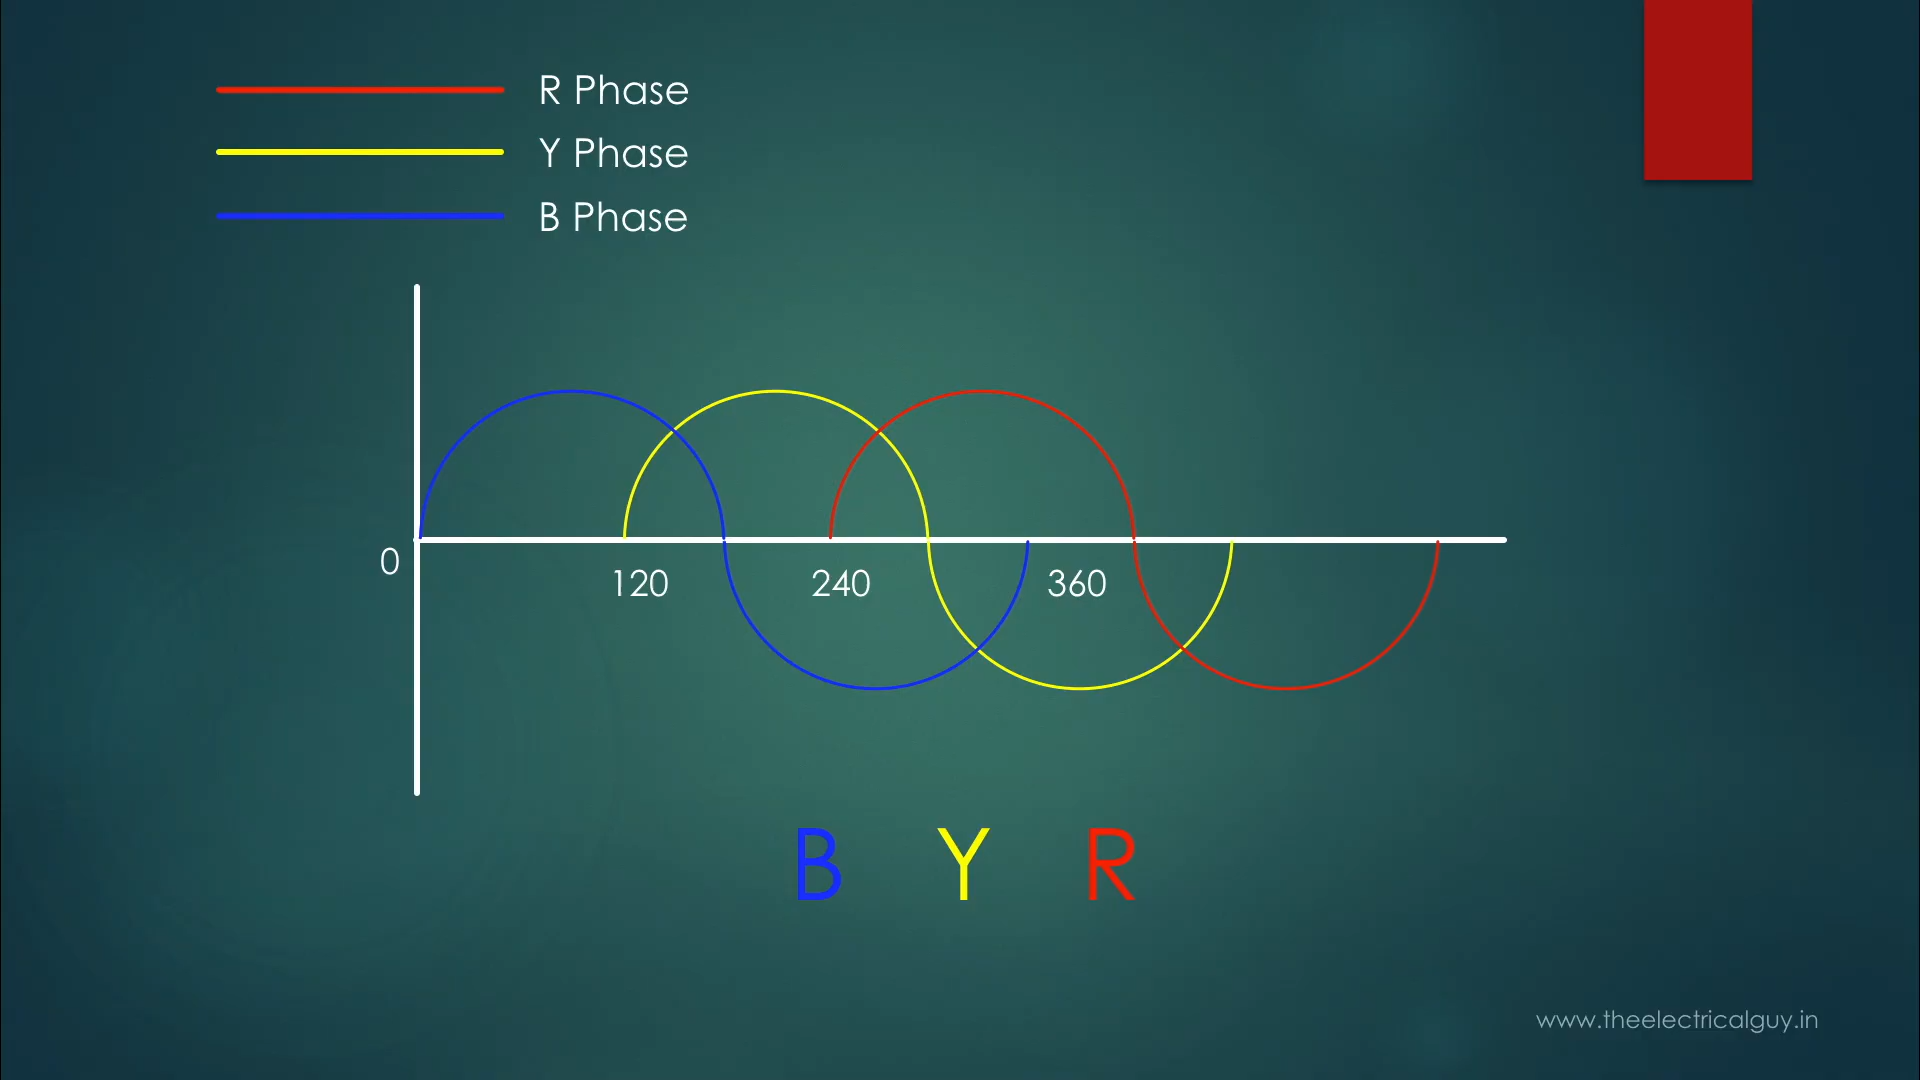 R Phase
Y Phase
B Phase
0
120 240 360
B Y R
www.theelectricalguy.in